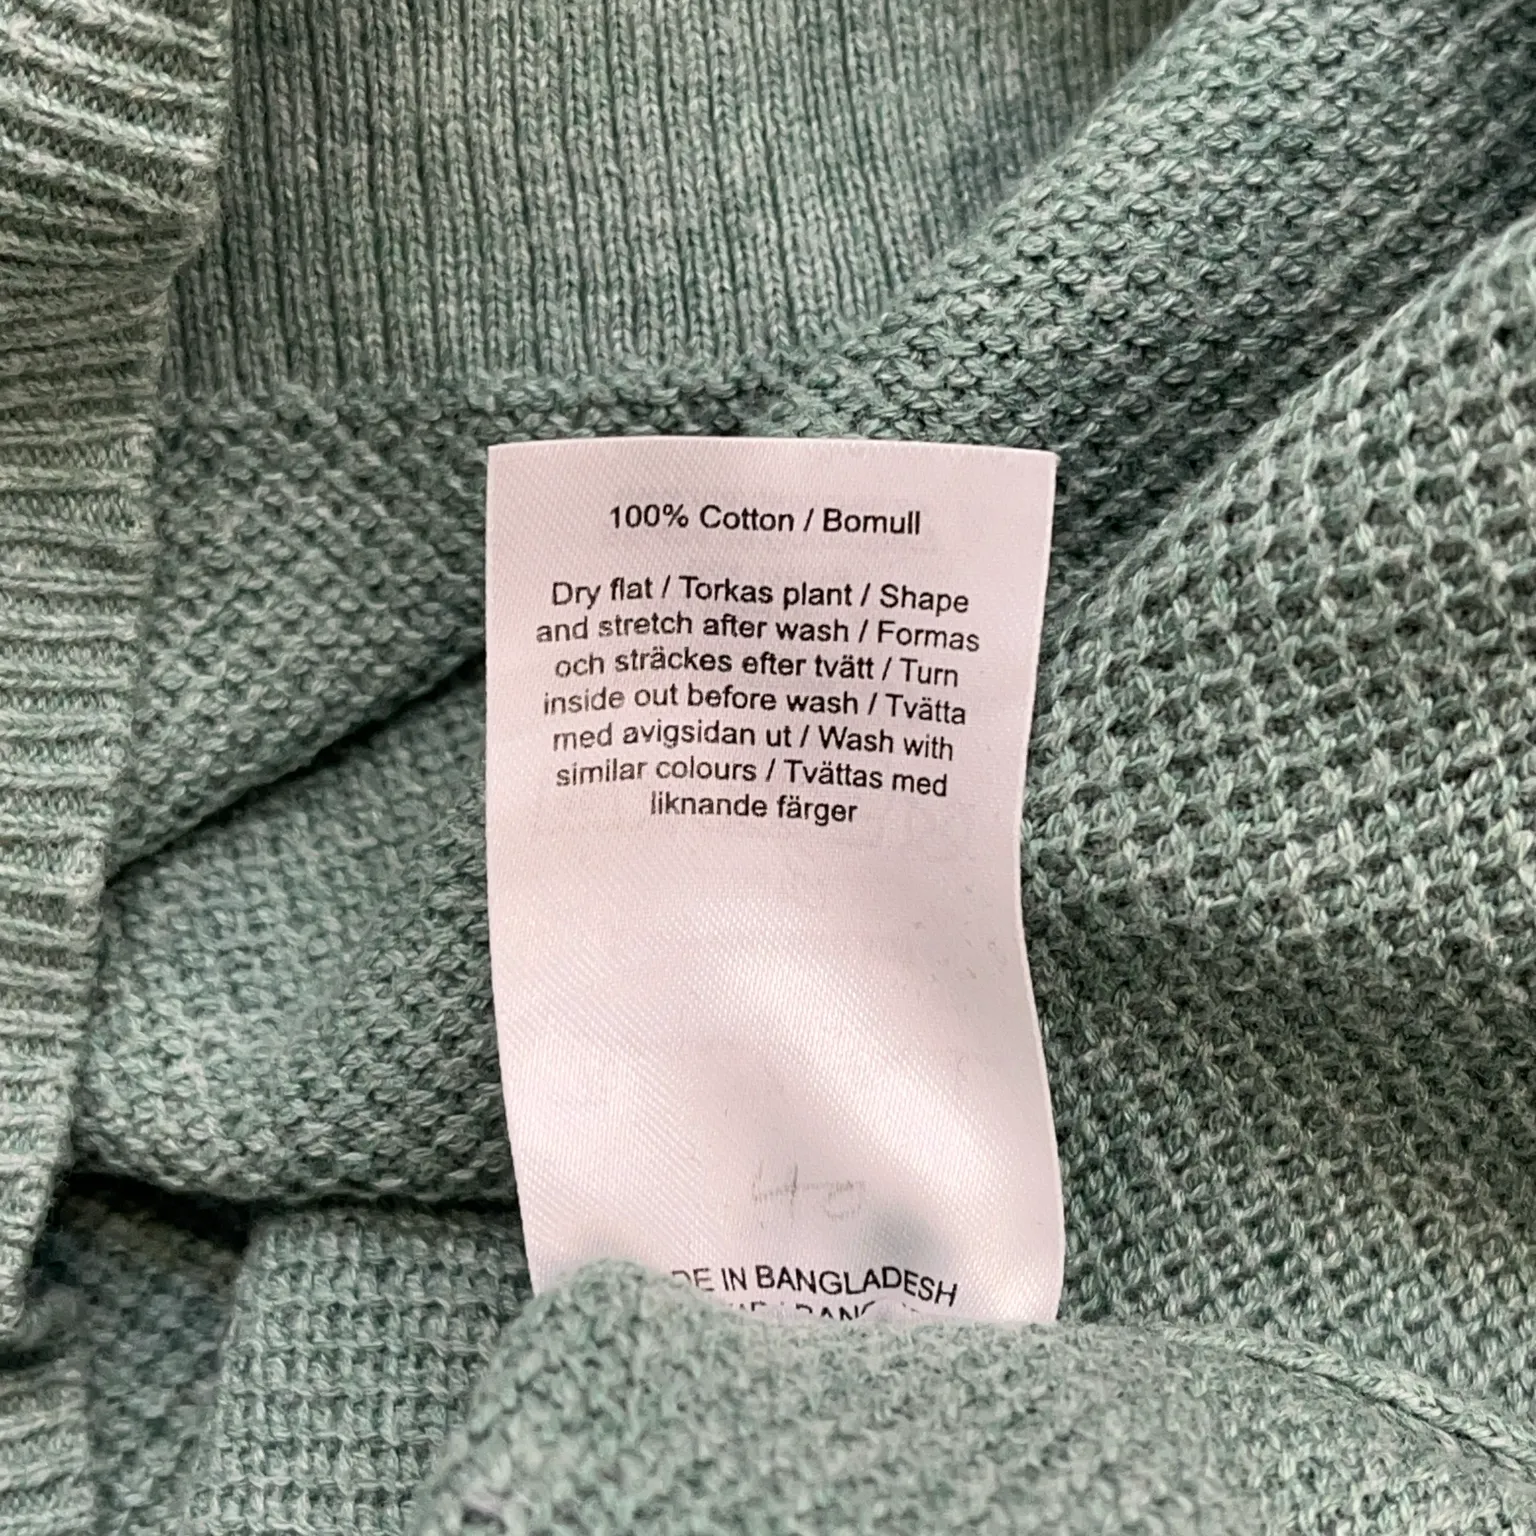 100% Cotton / Bomull
Dry flat / Torkas plant / Shape
and stretch after wash / Formas
och sträckes efter tvätt / Turn
inside out before wash / Tvätta
med avigsidan ut / Wash with
similar colours / Tvättas med
liknande färger
IN BANGLADESH